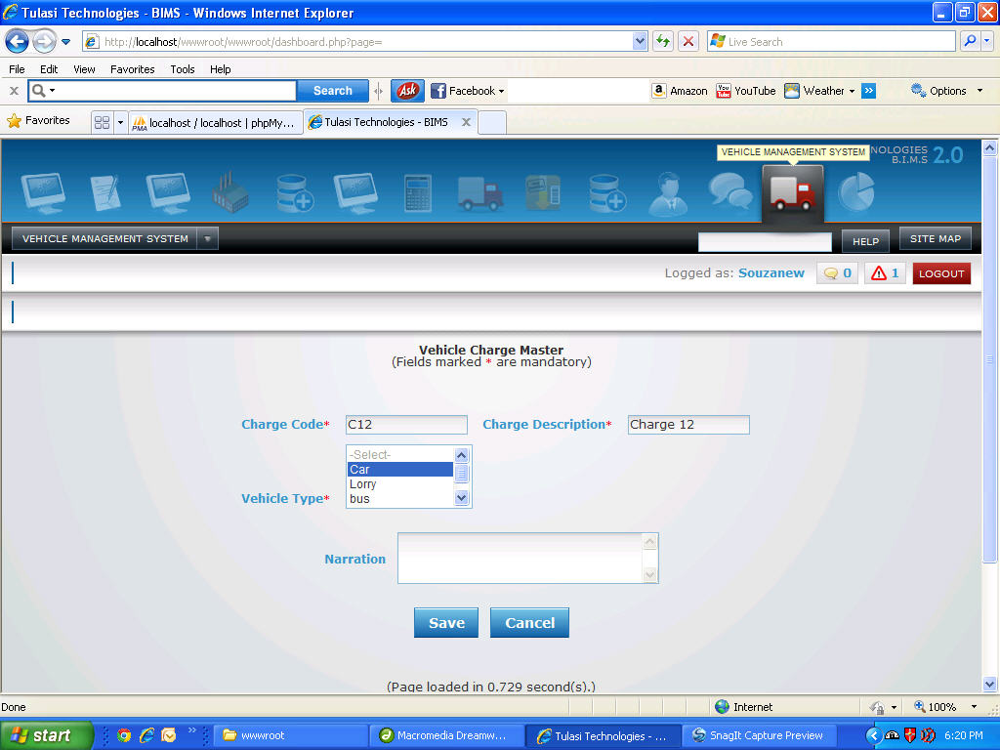 Tulasi Technologies - BIMS - Windows Internet Explorer
http://localhost/wwwroot/wwwroot/dashboard.php?page=
Live Search
File Edit View Favorites Tools Help
Search Ask Facebook Amazon YouTube Weather Options
Favorites localhost / localhost | phpMy... Tulasi Technologies - BIMS
VEHICLE MANAGEMENT SYSTEM NOLOGIES
B.I.M.S 2.0
VEHICLE MANAGEMENT SYSTEM HELP SITE MAP
Logged as: Souzanew 0 1 LOGOUT
Vehicle Charge Master
(Fields marked * are mandatory)
Charge Code* C12 Charge Description* Charge 12
-Select-
Car
Lorry
Vehicle Type* bus
Narration
Save Cancel
(Page loaded in 0.729 second(s).)
Done Internet 100%
start wwwroot Macromedia Dreamw... Tulasi Technologies - ... SnagIt Capture Preview 6:20 PM